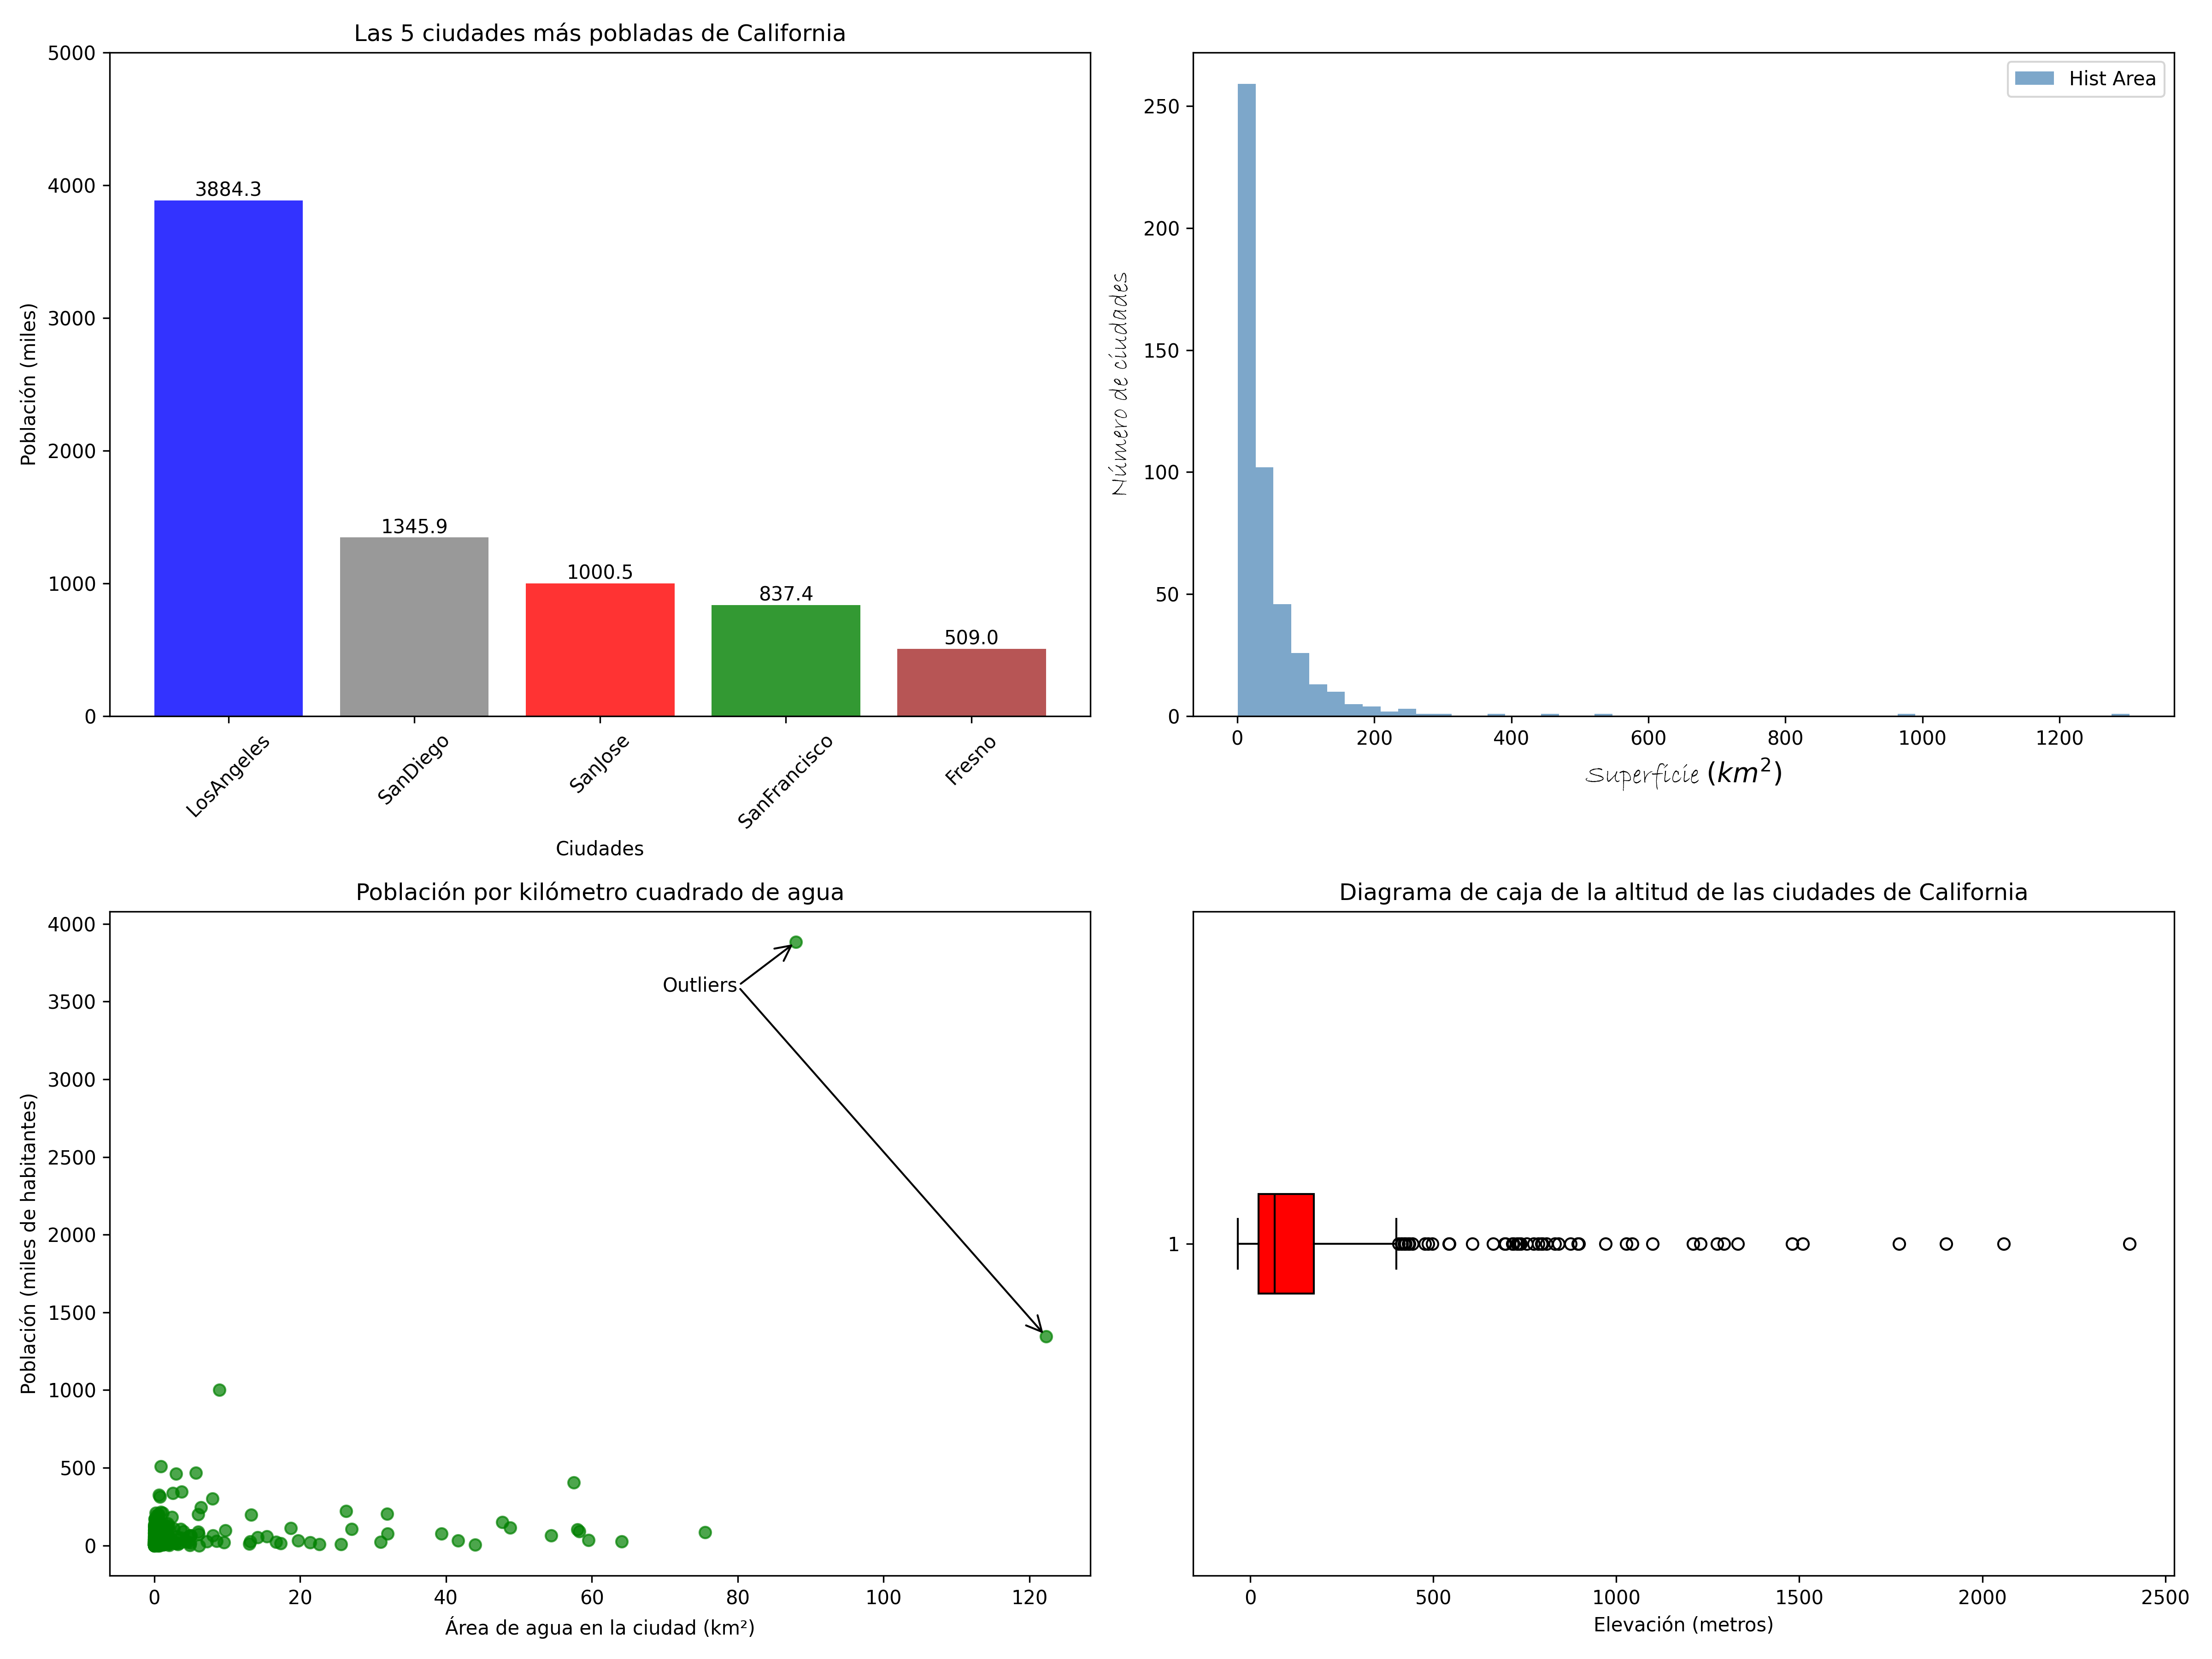 Las 5 ciudades más pobladas de California
5000
4000
3000
2000
1000
0
Población (miles)
3884.3
1345.9
1000.5
837.4
509.0
LosAngeles
SanDiego
SanJose
SanFrancisco
Fresno
Ciudades
Hist Area
250
200
150
100
50
0
Número de ciudades
0 200 400 600 800 1000 1200
Superficie (km²)
Población por kilómetro cuadrado de agua
4000
3500
3000
2500
2000
1500
1000
500
0
Población (miles de habitantes)
Outliers
0 20 40 60 80 100 120
Área de agua en la ciudad (km²)
Diagrama de caja de la altitud de las ciudades de California
1
0 500 1000 1500 2000 2500
Elevación (metros)